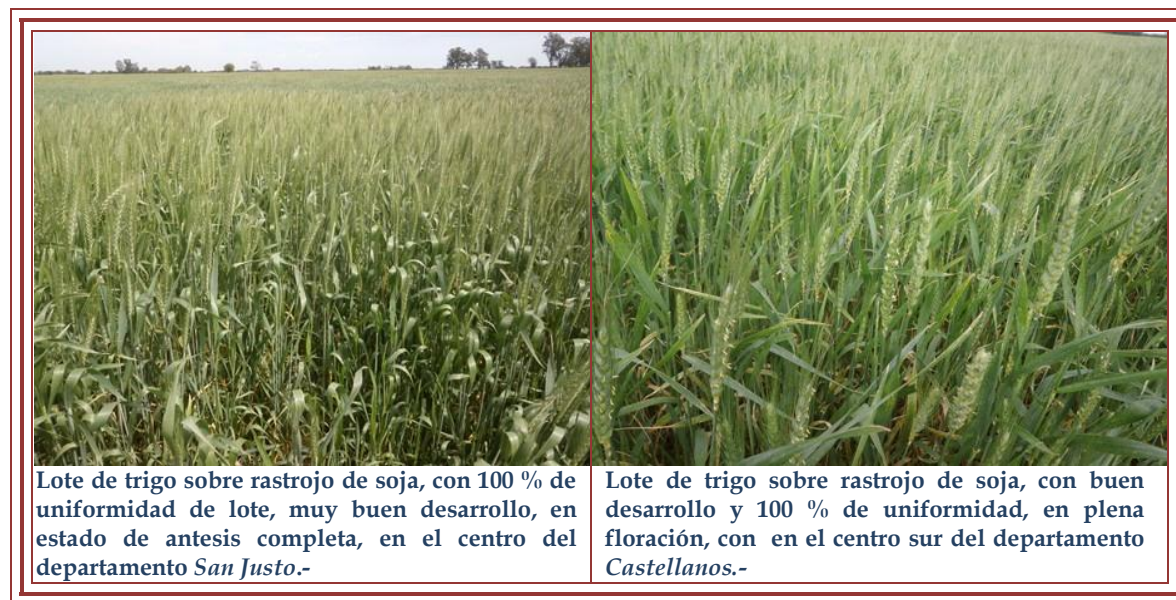 Lote de trigo sobre rastrojo de soja, con 100 % de
uniformidad de lote, muy buen desarrollo, en
estado de antesis completa, en el centro del
departamento San Justo.-
Lote de trigo sobre rastrojo de soja, con buen
desarrollo y 100 % de uniformidad, en plena
floración, con en el centro sur del departamento
Castellanos.-